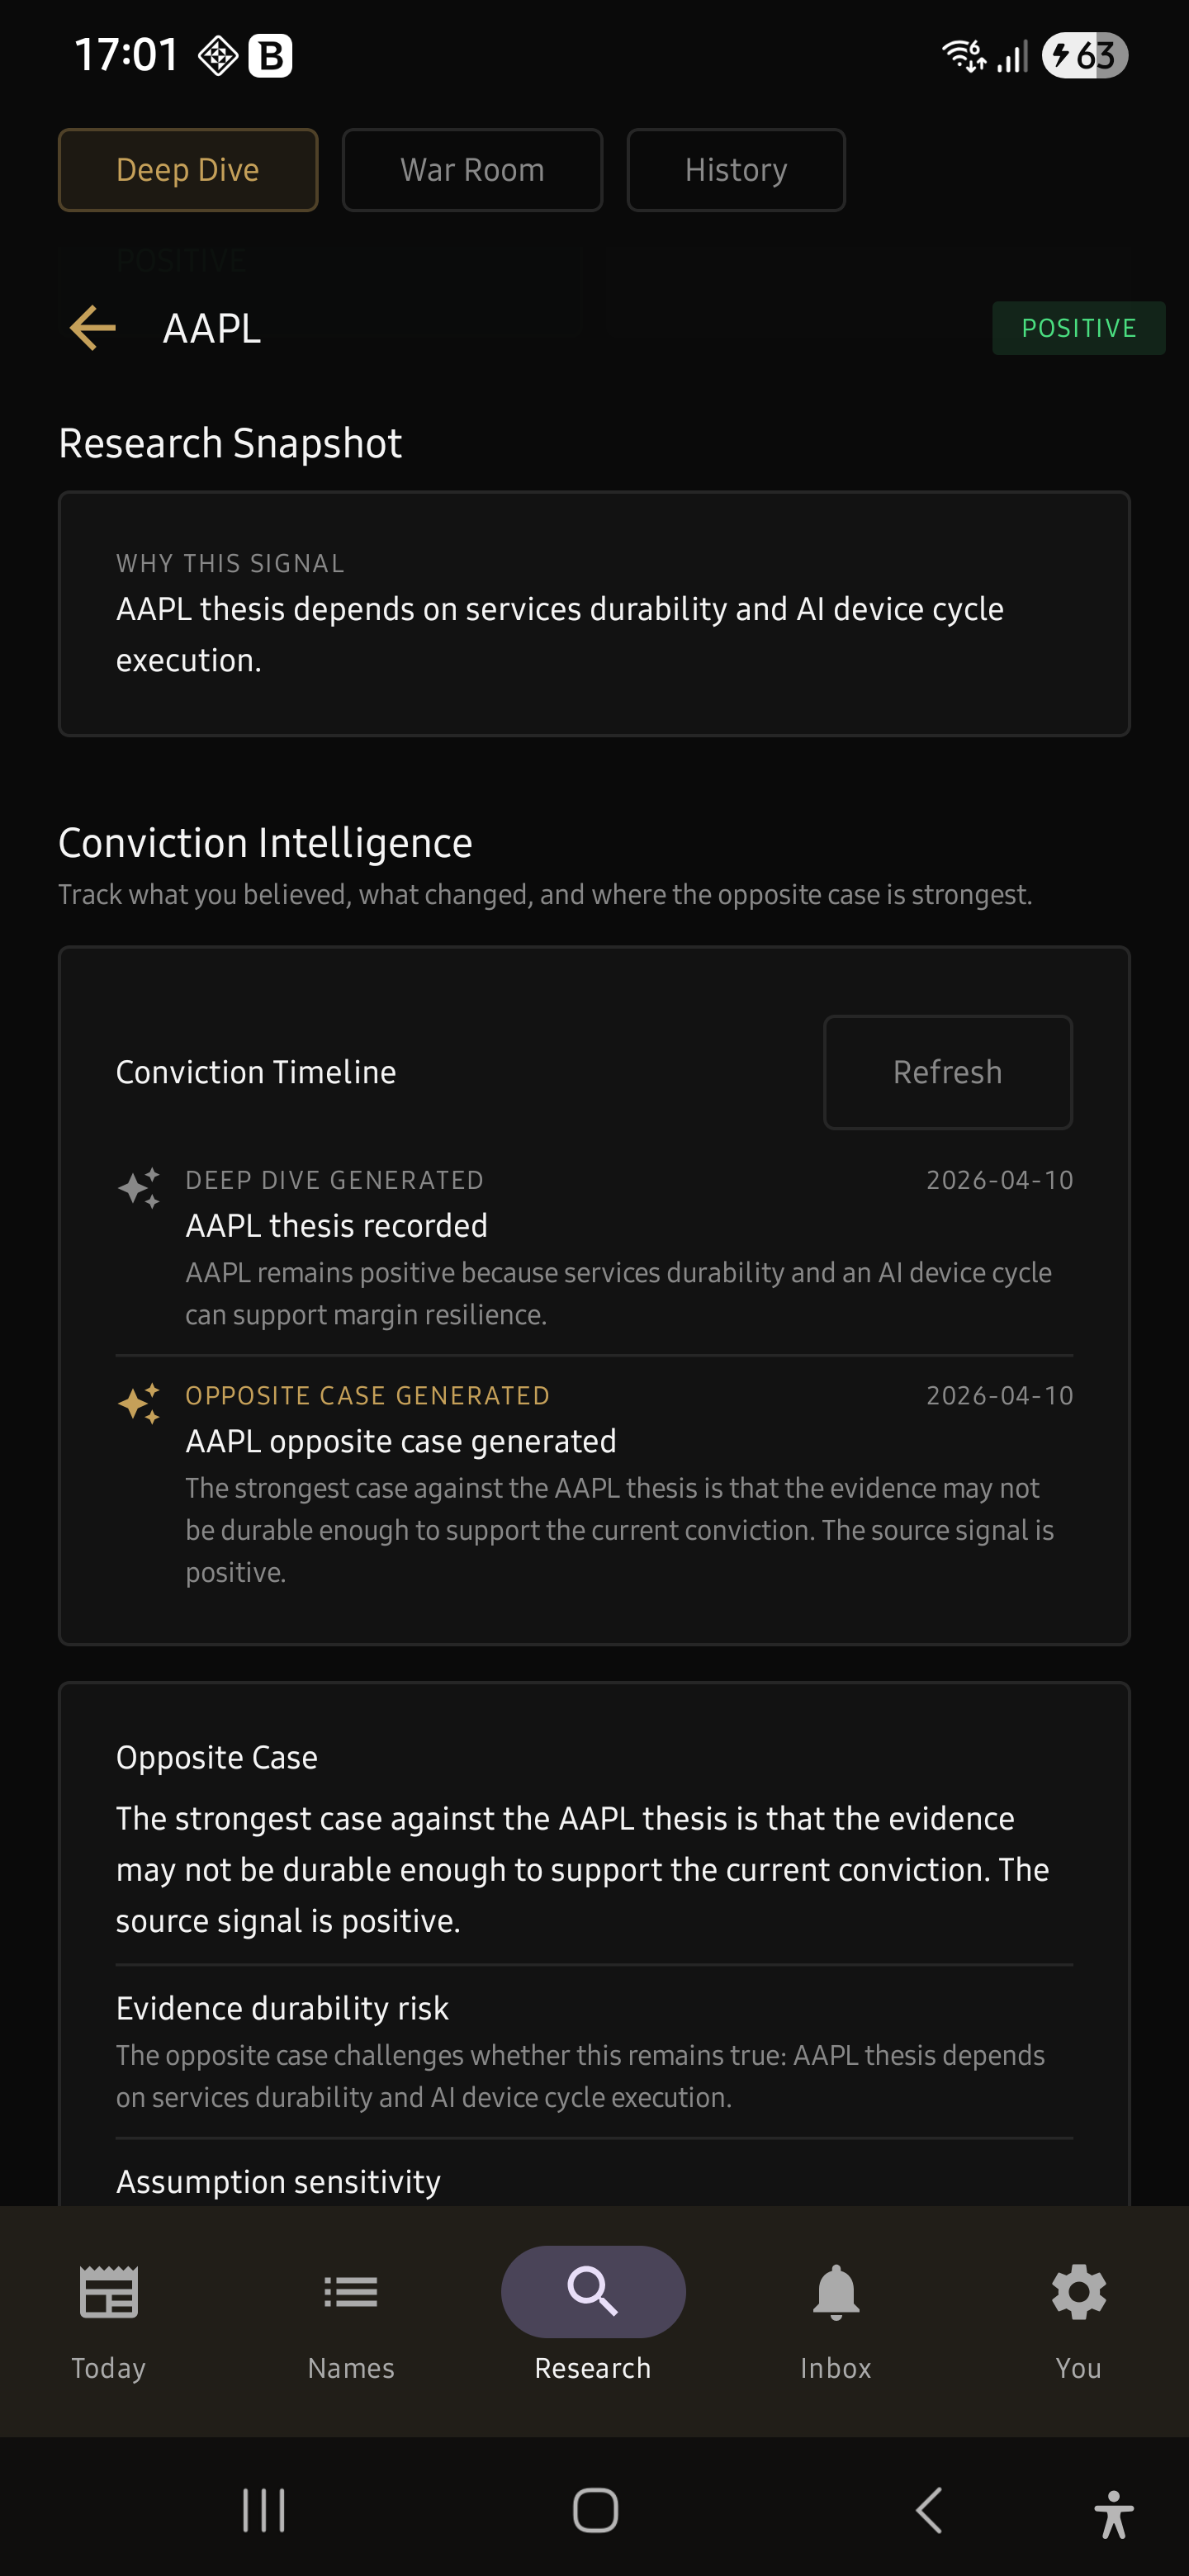 17:01
B
6
63
Deep Dive
War Room
History
POSITIVE
AAPL
POSITIVE
Research Snapshot
WHY THIS SIGNAL
AAPL thesis depends on services durability and AI device cycle
execution.
Conviction Intelligence
Track what you believed, what changed, and where the opposite case is strongest.
Conviction Timeline
Refresh
DEEP DIVE GENERATED
2026-04-10
AAPL thesis recorded
AAPL remains positive because services durability and an AI device cycle
can support margin resilience.
OPPOSITE CASE GENERATED
2026-04-10
AAPL opposite case generated
The strongest case against the AAPL thesis is that the evidence may not
be durable enough to support the current conviction. The source signal is
positive.
Opposite Case
The strongest case against the AAPL thesis is that the evidence
may not be durable enough to support the current conviction. The
source signal is positive.
Evidence durability risk
The opposite case challenges whether this remains true: AAPL thesis depends
on services durability and AI device cycle execution.
Assumption sensitivity
Today
Names
Research
Inbox
You